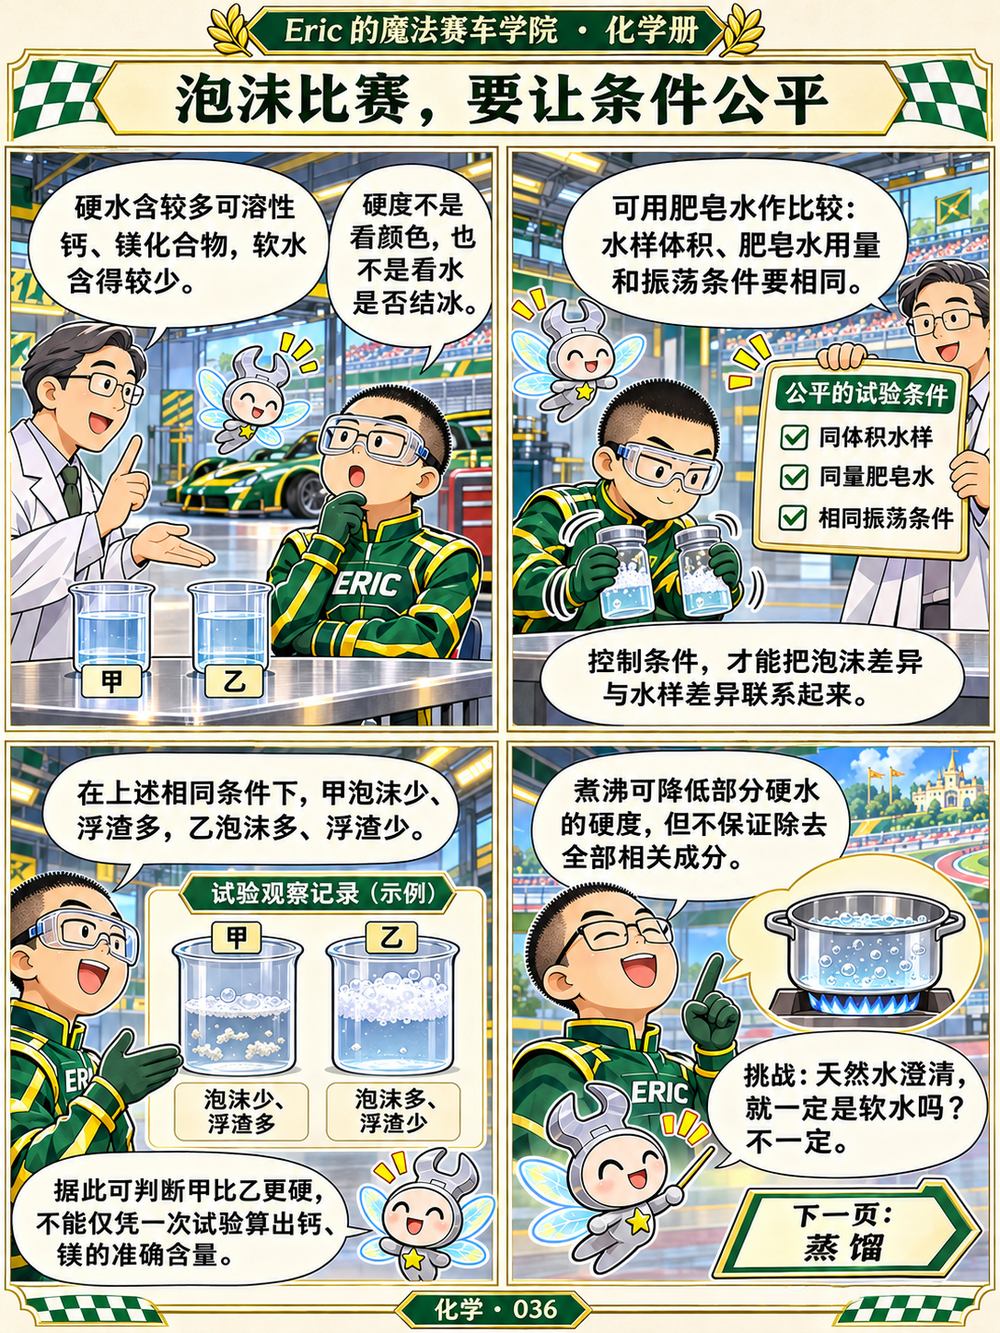 Eric 的魔法赛车学院 · 化学册
泡沫比赛，要让条件公平
硬水含较多可溶性
钙、镁化合物，软水
含得较少。
硬度不是
看颜色，也
不是看水
是否结冰。
ERIC
甲
乙
可用肥皂水作比较：
水样体积、肥皂水用量
和振荡条件要相同。
公平的试验条件
同体积水样
同量肥皂水
相同振荡条件
控制条件，才能把泡沫差异
与水样差异联系起来。
在上述相同条件下，甲泡沫少、
浮渣多，乙泡沫多、浮渣少。
试验观察记录（示例）
甲
乙
泡沫少、
浮渣多
泡沫多、
浮渣少
ERI
据此可判断甲比乙更硬，
不能仅凭一次试验算出钙、
镁的准确含量。
煮沸可降低部分硬水
的硬度，但不保证除去
全部相关成分。
ERIC
挑战：天然水澄清，
就一定是软水吗？
不一定。
下一页：
蒸馏
化学 · 036